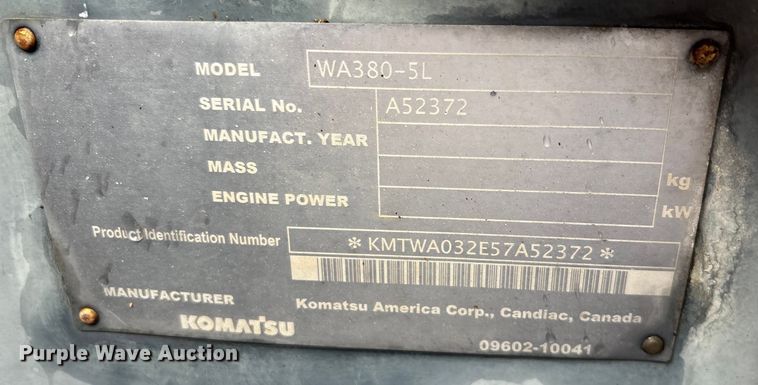 MODEL WA380-5L
SERIAL No. A52372
MANUFACT. YEAR
MASS kg
ENGINE POWER kW
Product Identification Number *KMTWA032E57A52372*
MANUFACTURER Komatsu America Corp., Candiac, Canada
KOMATSU
09602-10041
Purple Wave Auction